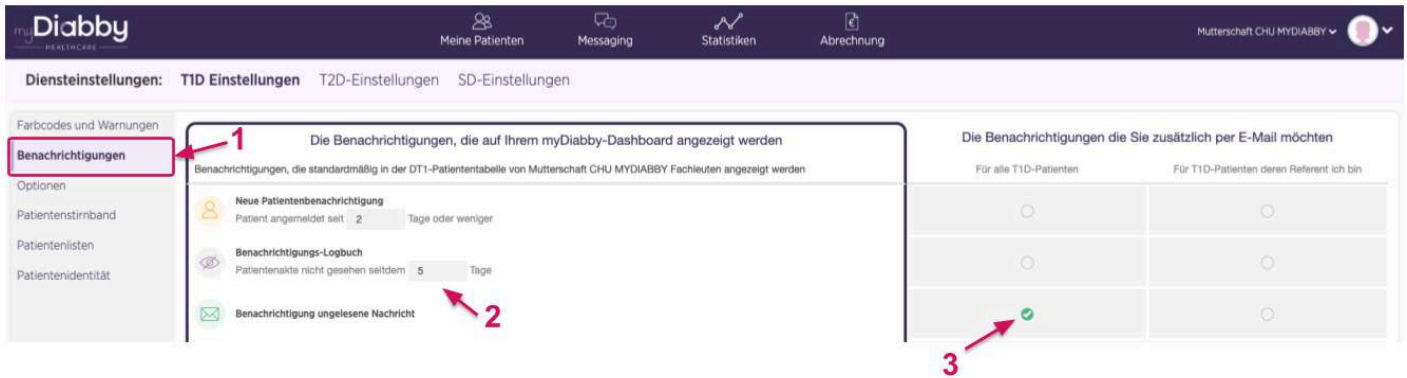 myDiabby
HEALTHCARE
Meine Patienten
Messaging
Statistiken
Abrechnung
Mutterschaft CHU MYDIABBY
Diensteinstellungen: T1D Einstellungen T2D-Einstellungen SD-Einstellungen
Farbcodes und Warnungen
Benachrichtigungen
Optionen
Patientenstirnband
Patientenlisten
Patientenidentität
1
Die Benachrichtigungen, die auf Ihrem myDiabby-Dashboard angezeigt werden
Benachrichtigungen, die standardmäßig in der DT1-Patiententabelle von Mutterschaft CHU MYDIABBY Fachleuten angezeigt werden
Neue Patientenbenachrichtigung
Patient angemeldet seit 2 Tage oder weniger
Benachrichtigungs-Logbuch
Patientenakte nicht gesehen seitdem 5 Tage
Benachrichtigung ungelesene Nachricht
2
Die Benachrichtigungen die Sie zusätzlich per E-Mail möchten
Für alle T1D-Patienten
Für T1D-Patienten deren Referent ich bin
3